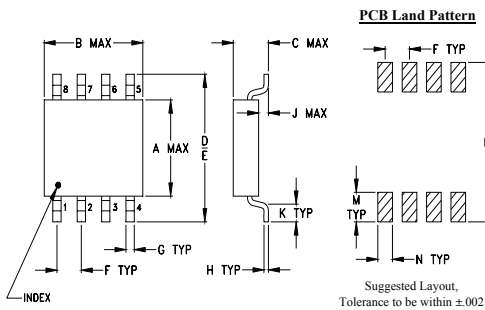 PCB Land Pattern
B MAX
C MAX
F TYP
8 7 6 5
J MAX
A MAX
D
E
1 2 3 4
K TYP
M
TYP
G TYP
F TYP
H TYP
N TYP
INDEX
Suggested Layout,
Tolerance to be within ±.002